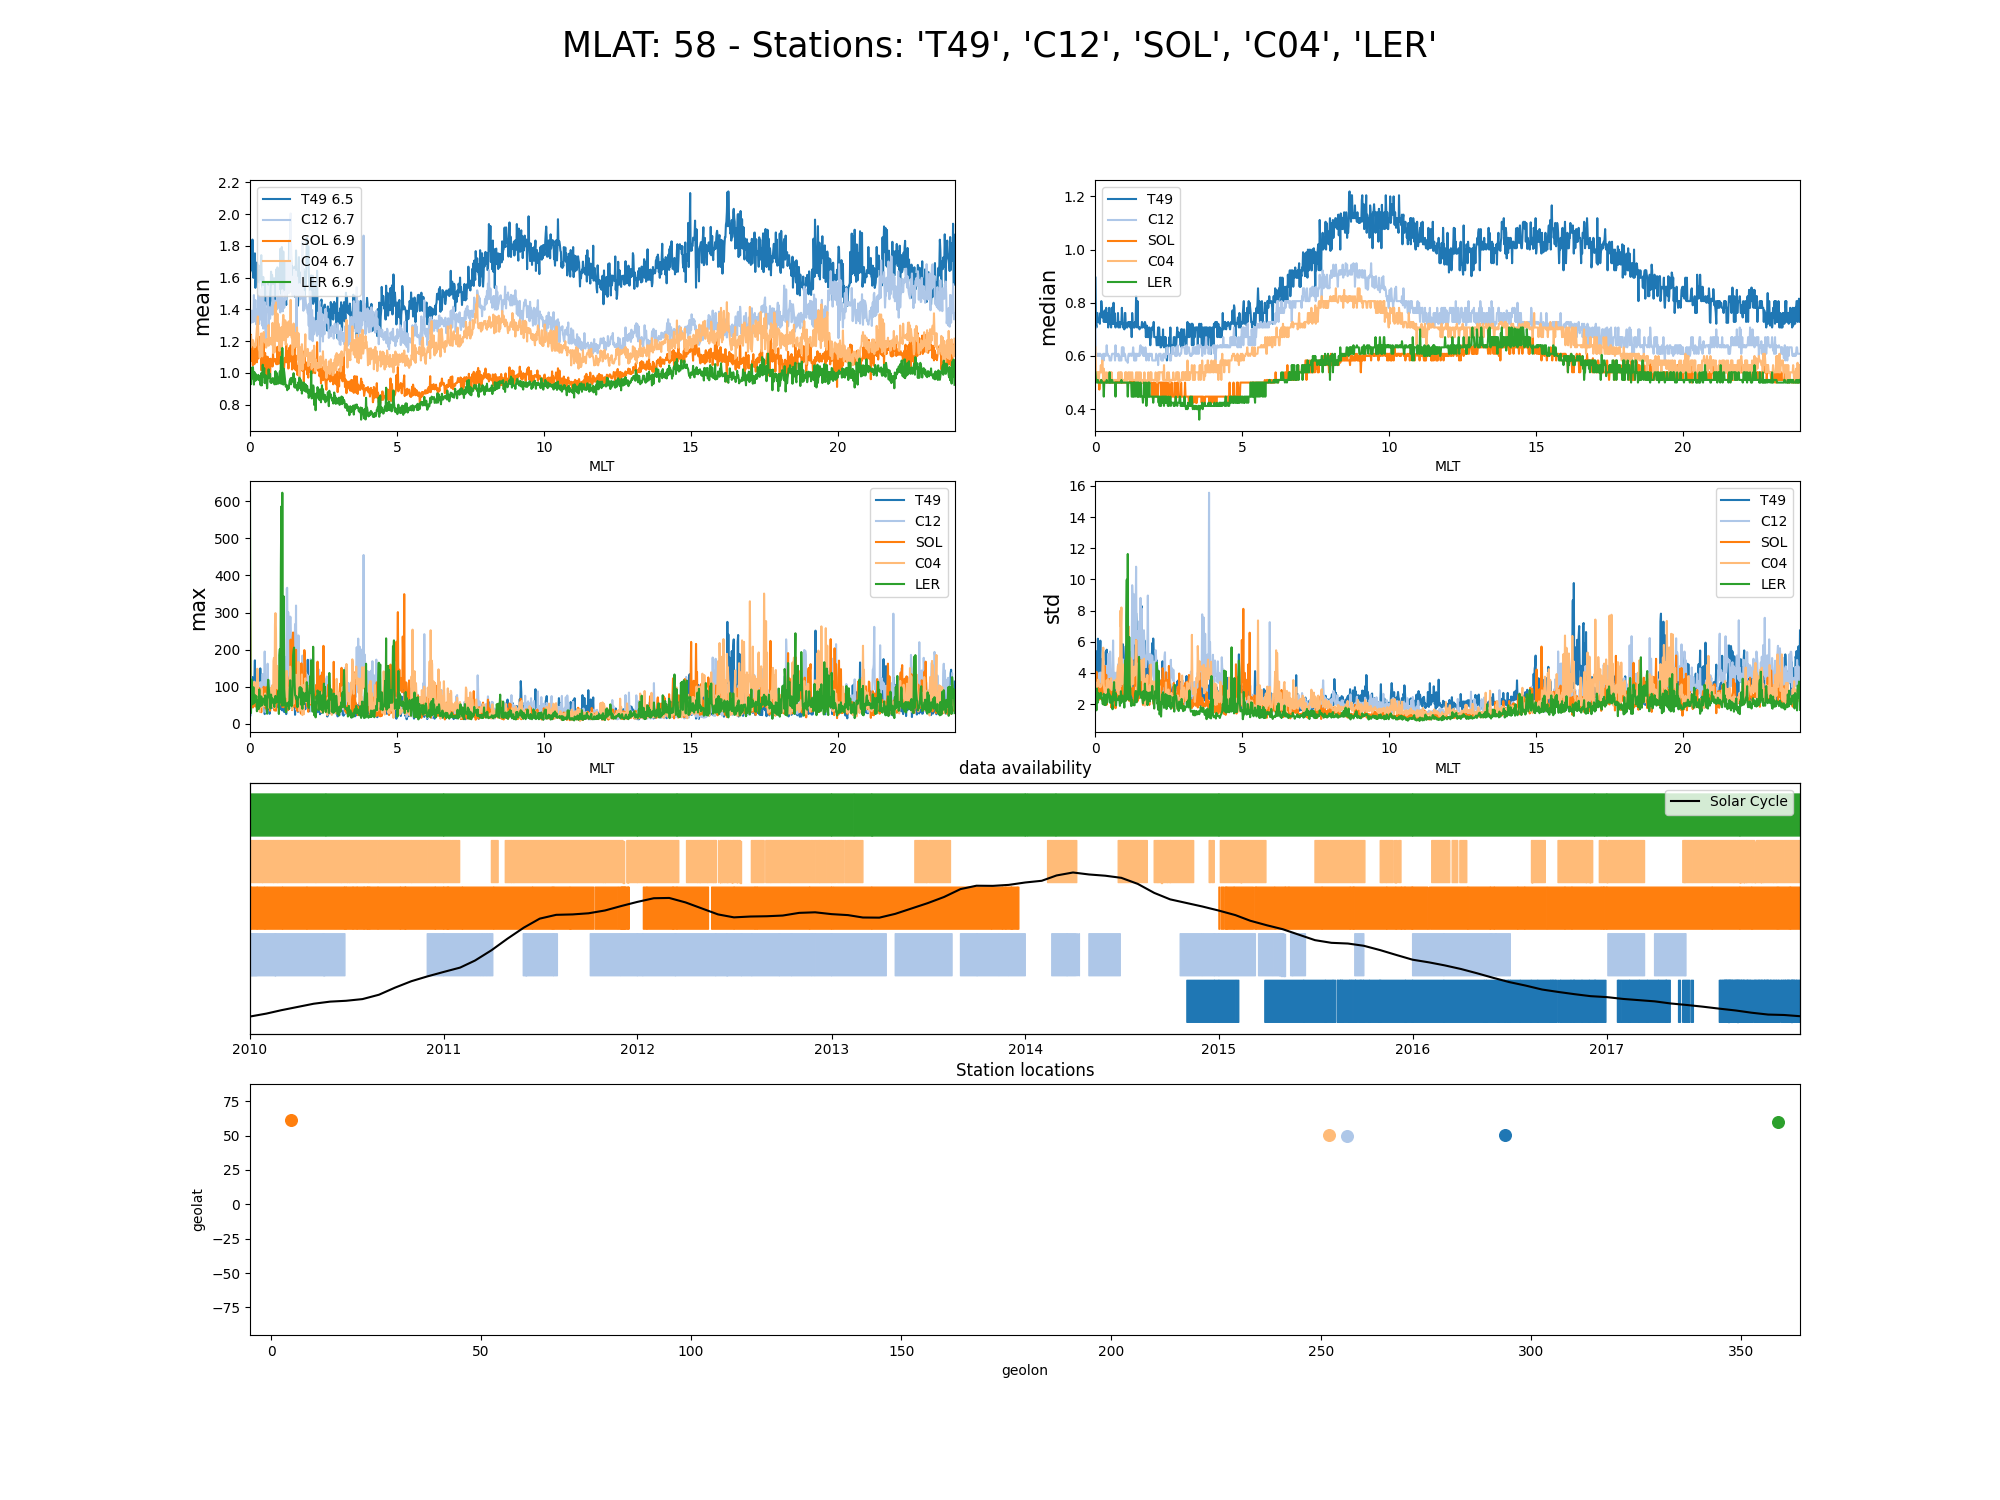 MLAT: 58 - Stations: 'T49', 'C12', 'SOL', 'C04', 'LER'
mean
2.2
2.0
1.8
1.6
1.4
1.2
1.0
0.8
T49 6.5
C12 6.7
SOL 6.9
C04 6.7
LER 6.9
0 5 10 15 20
MLT
median
1.2
1.0
0.8
0.6
0.4
T49
C12
SOL
C04
LER
0 5 10 15 20
MLT
max
600
500
400
300
200
100
0
T49
C12
SOL
C04
LER
0 5 10 15 20
MLT
std
16
14
12
10
8
6
4
2
T49
C12
SOL
C04
LER
0 5 10 15 20
MLT
data availability
Solar Cycle
2010 2011 2012 2013 2014 2015 2016 2017
Station locations
geolat
75
50
25
0
−25
−50
−75
0 50 100 150 200 250 300 350
geolon